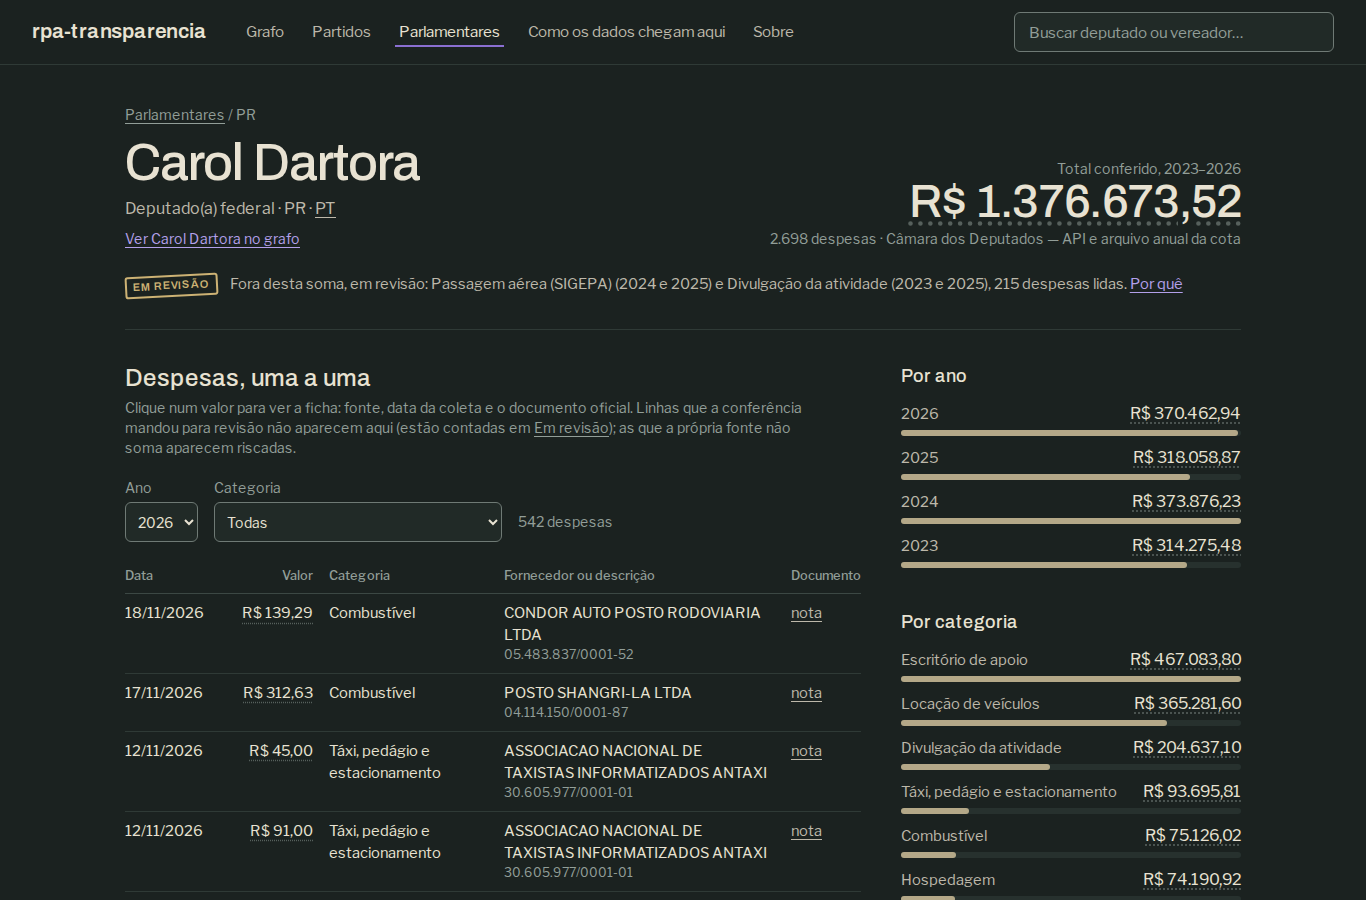 rpa-transparencia
Grafo
Partidos
Parlamentares
Como os dados chegam aqui
Sobre
Buscar deputado ou vereador...
Parlamentares / PR
Carol Dartora
Deputado(a) federal · PR · PT
Ver Carol Dartora no grafo
Total conferido, 2023–2026
R$ 1.376.673,52
2.698 despesas · Câmara dos Deputados — API e arquivo anual da cota
EM REVISÃO
Fora desta soma, em revisão: Passagem aérea (SIGEPA) (2024 e 2025) e Divulgação da atividade (2023 e 2025), 215 despesas lidas. Por quê
Despesas, uma a uma
Clique num valor para ver a ficha: fonte, data da coleta e o documento oficial. Linhas que a conferência
mandou para revisão não aparecem aqui (estão contadas em Em revisão); as que a própria fonte não
soma aparecem riscadas.
Ano
Categoria
2026
Todas
542 despesas
Data
Valor
Categoria
Fornecedor ou descrição
Documento
18/11/2026
R$ 139,29
Combustível
CONDOR AUTO POSTO RODOVIARIA
LTDA
05.483.837/0001-52
nota
17/11/2026
R$ 312,63
Combustível
POSTO SHANGRI-LA LTDA
04.114.150/0001-87
nota
12/11/2026
R$ 45,00
Táxi, pedágio e
estacionamento
ASSOCIACAO NACIONAL DE
TAXISTAS INFORMATIZADOS ANTAXI
30.605.977/0001-01
nota
12/11/2026
R$ 91,00
Táxi, pedágio e
estacionamento
ASSOCIACAO NACIONAL DE
TAXISTAS INFORMATIZADOS ANTAXI
30.605.977/0001-01
nota
Por ano
2026
R$ 370.462,94
2025
R$ 318.058,87
2024
R$ 373.876,23
2023
R$ 314.275,48
Por categoria
Escritório de apoio
R$ 467.083,80
Locação de veículos
R$ 365.281,60
Divulgação da atividade
R$ 204.637,10
Táxi, pedágio e estacionamento
R$ 93.695,81
Combustível
R$ 75.126,02
Hospedagem
R$ 74.190,92